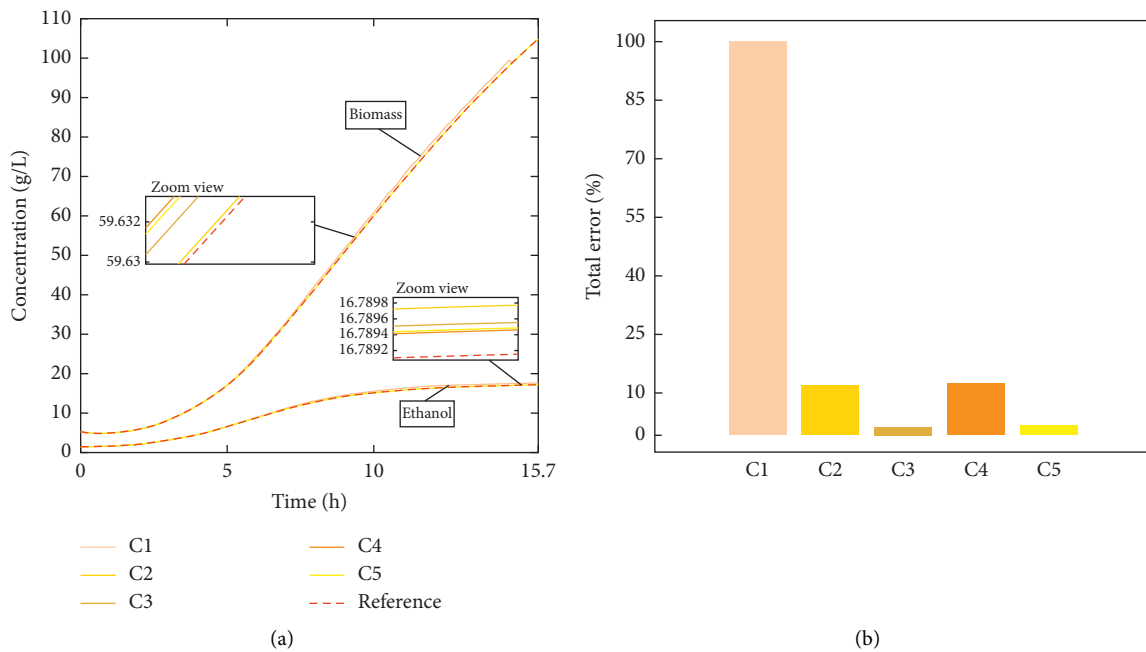 110
100
90
80
70
60
50
40
30
20
10
0
Concentration (g/L)
Biomass
Zoom view
59.632
59.63
Zoom view
16.7898
16.7896
16.7894
16.7892
Ethanol
0
5
10
15.7
Time (h)
C1
C2
C3
C4
C5
Reference
(a)
100
85
70
55
40
25
10
0
Total error (%)
C1
C2
C3
C4
C5
(b)